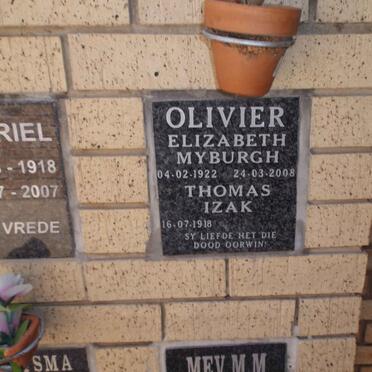 OLIVIER
ELIZABETH
MYBURGH
04-02-1922 24-03-2008
THOMAS
IZAK
16-07-1918
SY LIEFDE HET DIE
DOOD OORWIN!
RIEL
- 1918
7 - 2007
VREDE
SMA
MEV M M